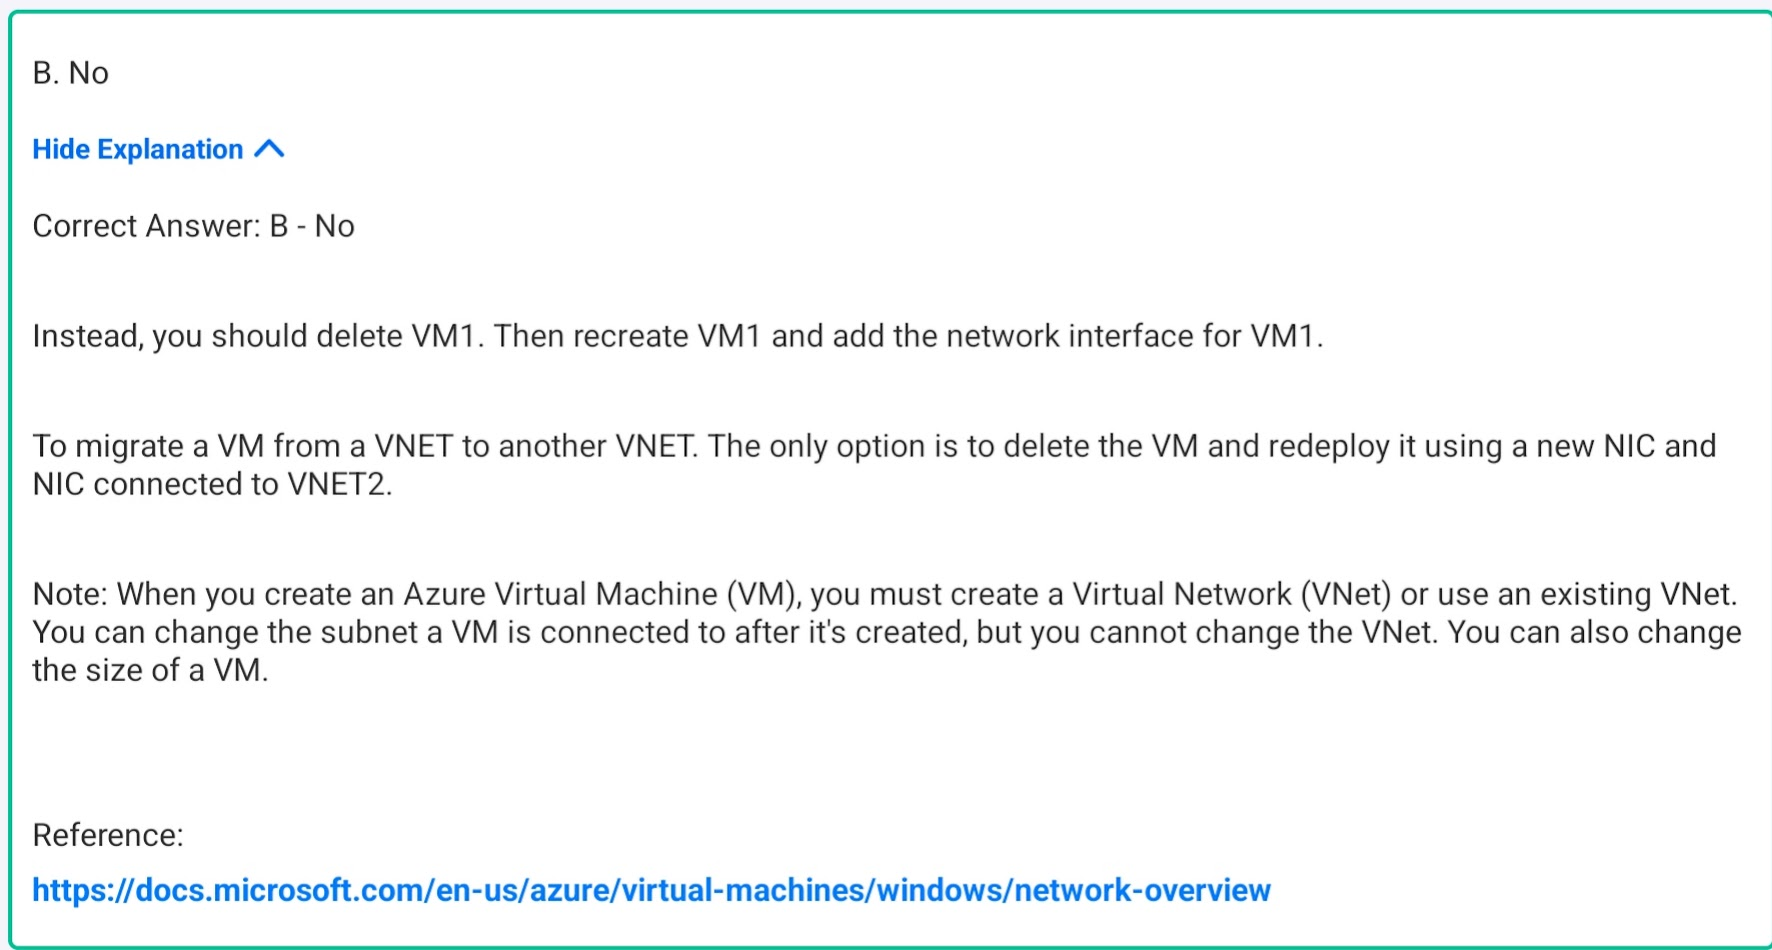 B. No
Hide Explanation
Correct Answer: B - No
Instead, you should delete VM1. Then recreate VM1 and add the network interface for VM1.
To migrate a VM from a VNET to another VNET. The only option is to delete the VM and redeploy it using a new NIC and
NIC connected to VNET2.
Note: When you create an Azure Virtual Machine (VM), you must create a Virtual Network (VNet) or use an existing VNet.
You can change the subnet a VM is connected to after it's created, but you cannot change the VNet. You can also change
the size of a VM.
Reference:
https://docs.microsoft.com/en-us/azure/virtual-machines/windows/network-overview